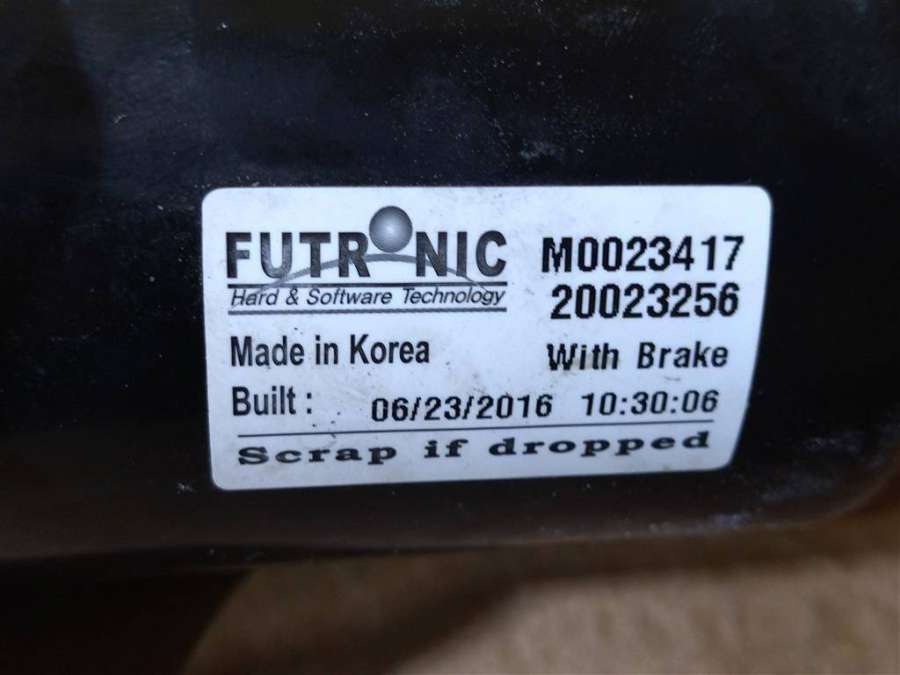 FUTRONIC
Hard & Software Technology
M0023417
20023256
Made in Korea
With Brake
Built : 06/23/2016 10:30:06
Scrap if dropped